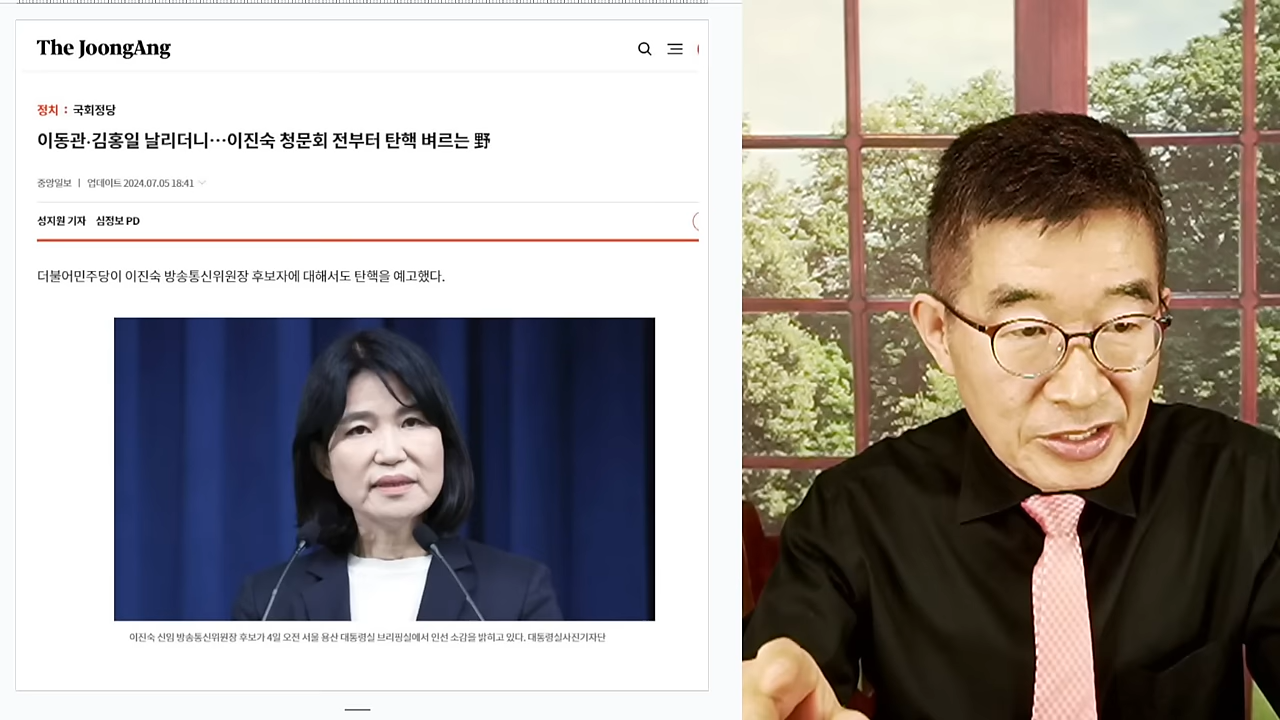 The JoongAng
정치 : 국회정당
이동관·김홍일 날리더니…이진숙 청문회 전부터 탄핵 벼르는 野
중앙일보 | 업데이트 2024.07.05 18:41
성지원 기자 심정보 PD
더불어민주당이 이진숙 방송통신위원장 후보자에 대해서도 탄핵을 예고했다.
이진숙 신임 방송통신위원장 후보가 4일 오전 서울 용산 대통령실 브리핑실에서 인선 소감을 밝히고 있다. 대통령실사진기자단